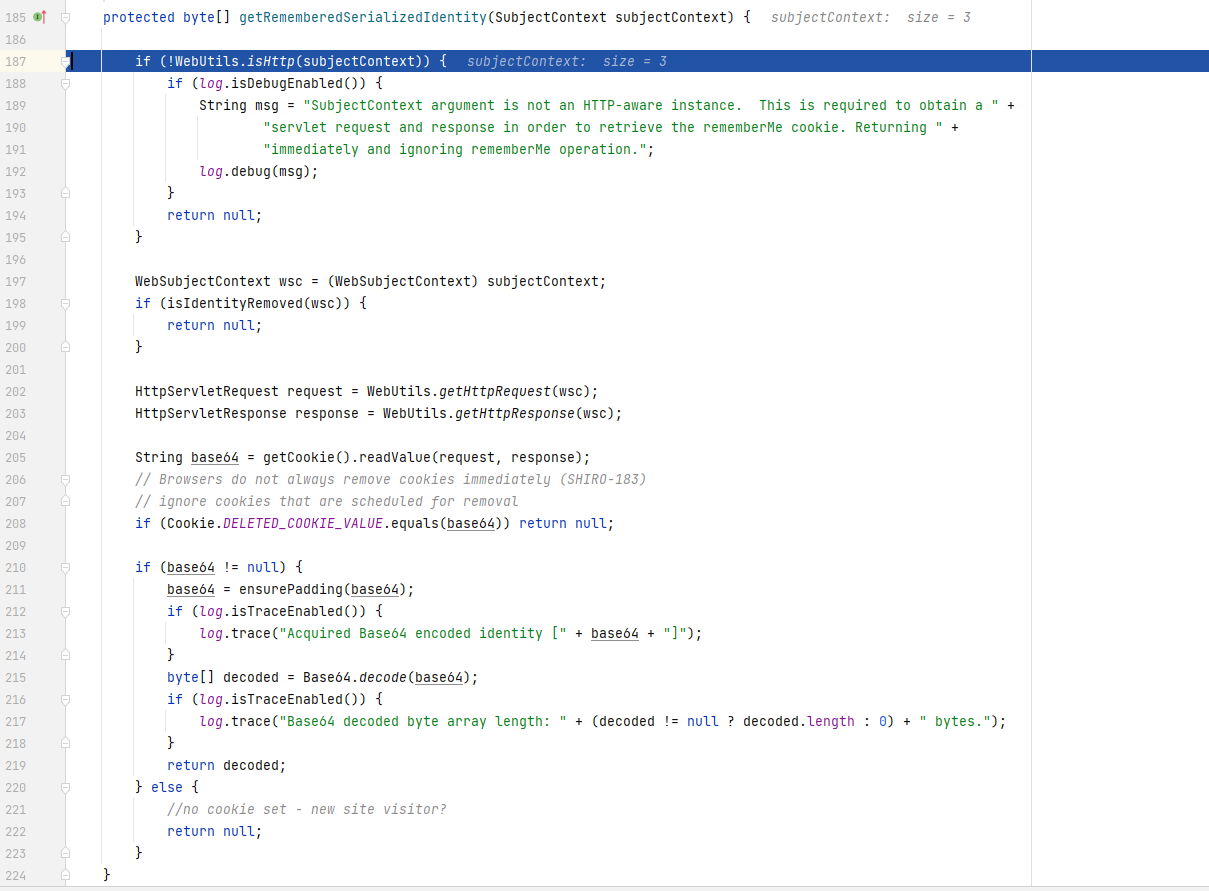 185 protected byte[] getRememberedSerializedIdentity(SubjectContext subjectContext) {   subjectContext:  size = 3
186
187     if (!WebUtils.isHttp(subjectContext)) {   subjectContext:  size = 3
188         if (log.isDebugEnabled()) {
189             String msg = "SubjectContext argument is not an HTTP-aware instance.  This is required to obtain a " +
190                     "servlet request and response in order to retrieve the rememberMe cookie. Returning " +
191                     "immediately and ignoring rememberMe operation.";
192             log.debug(msg);
193         }
194         return null;
195     }
196
197     WebSubjectContext wsc = (WebSubjectContext) subjectContext;
198     if (isIdentityRemoved(wsc)) {
199         return null;
200     }
201
202     HttpServletRequest request = WebUtils.getHttpRequest(wsc);
203     HttpServletResponse response = WebUtils.getHttpResponse(wsc);
204
205     String base64 = getCookie().readValue(request, response);
206     // Browsers do not always remove cookies immediately (SHIRO-183)
207     // ignore cookies that are scheduled for removal
208     if (Cookie.DELETED_COOKIE_VALUE.equals(base64)) return null;
209
210     if (base64 != null) {
211         base64 = ensurePadding(base64);
212         if (log.isTraceEnabled()) {
213             log.trace("Acquired Base64 encoded identity [" + base64 + "]");
214         }
215         byte[] decoded = Base64.decode(base64);
216         if (log.isTraceEnabled()) {
217             log.trace("Base64 decoded byte array length: " + (decoded != null ? decoded.length : 0) + " bytes.");
218         }
219         return decoded;
220     } else {
221         //no cookie set - new site visitor?
222         return null;
223     }
224 }